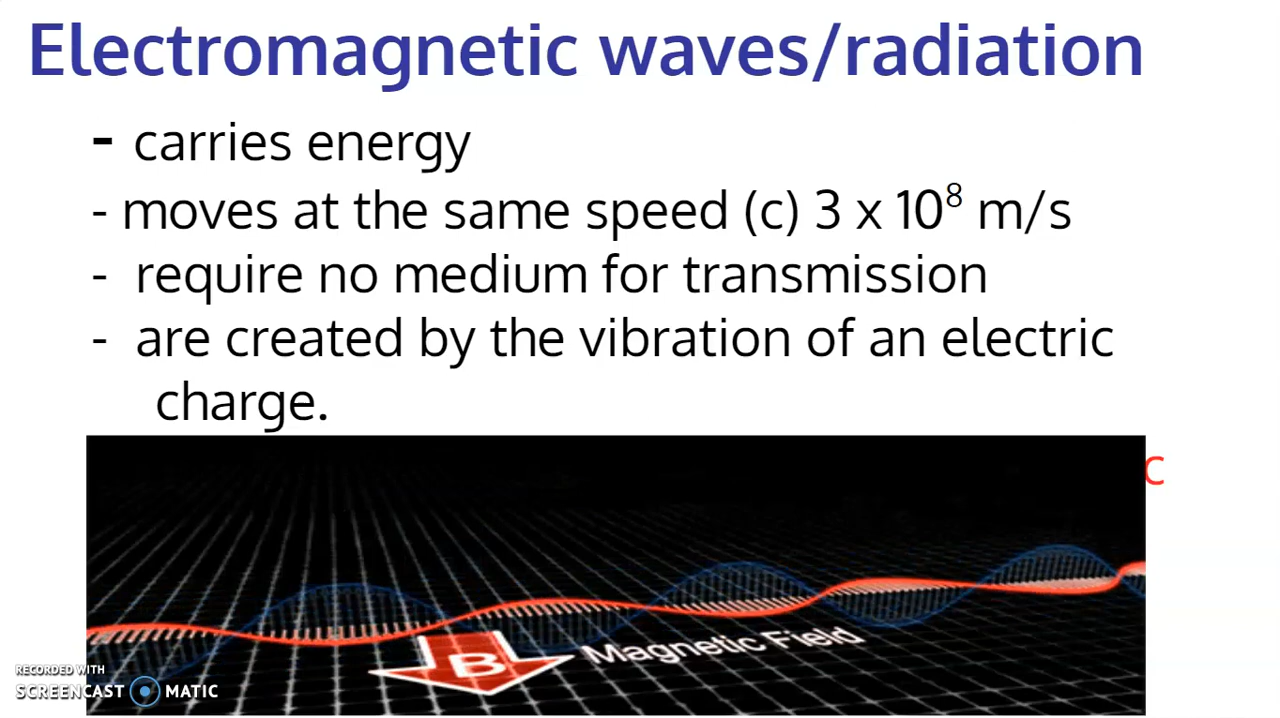 Electromagnetic waves/radiation
- carries energy
- moves at the same speed (c) 3 x 10⁸ m/s
- require no medium for transmission
- are created by the vibration of an electric
charge.
c
B Magnetic Field
RECORDED WITH
SCREENCAST MATIC